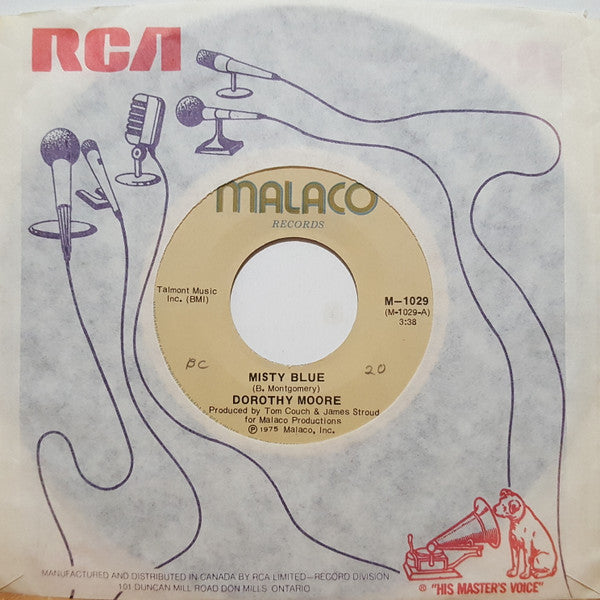 RCA
MALACO
RECORDS
Talmont Music
Inc. (BMI)
M-1029
(M-1029-A)
3:38
BC
20
MISTY BLUE
(B. Montgomery)
DOROTHY MOORE
Produced by Tom Couch & James Stroud
for Malaco Productions
℗ 1975 Malaco, Inc.
MANUFACTURED AND DISTRIBUTED IN CANADA BY RCA LIMITED—RECORD DIVISION
101 DUNCAN MILL ROAD DON MILLS ONTARIO
® "HIS MASTER'S VOICE"